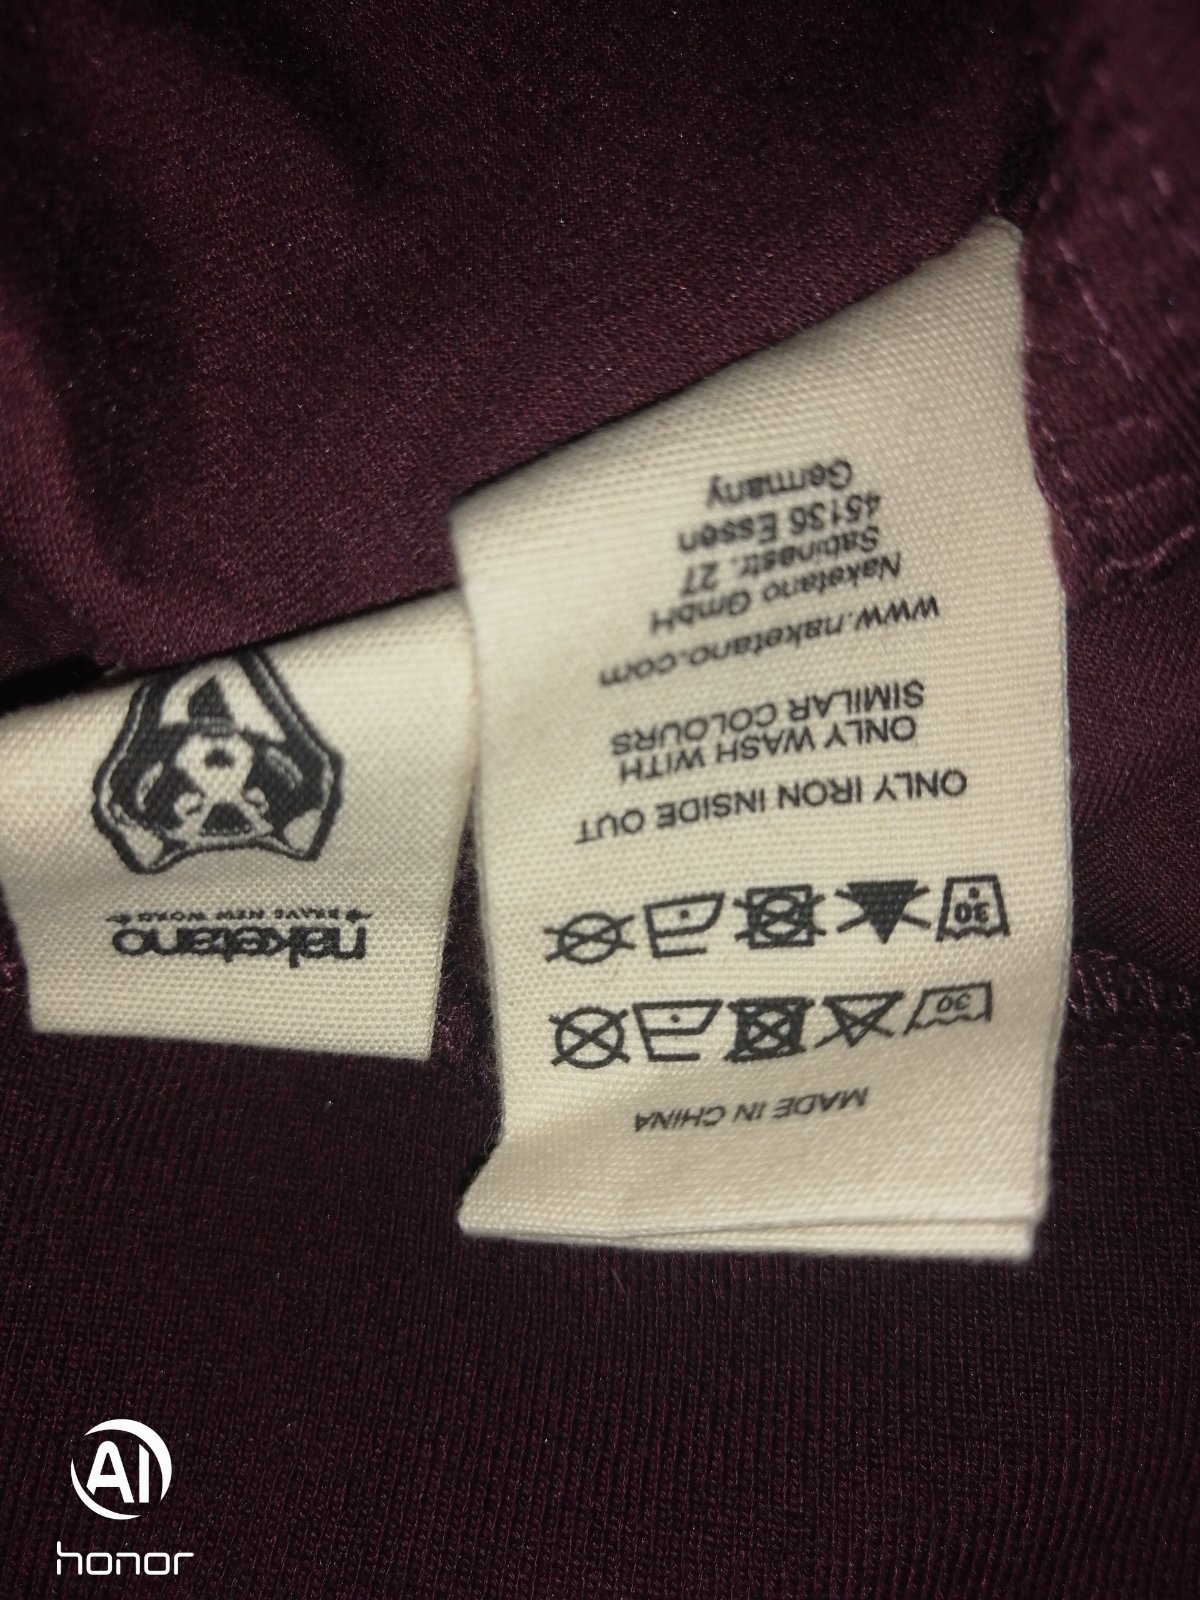 MADE IN CHINA
30
30
ONLY IRON INSIDE OUT
ONLY WASH WITH
SIMILAR COLOURS
www.naketano.com
Naketano GmbH
Sabinastr. 27
45136 Essen
Germany
naketano
BRAVE NEW WORLD
AI
honor